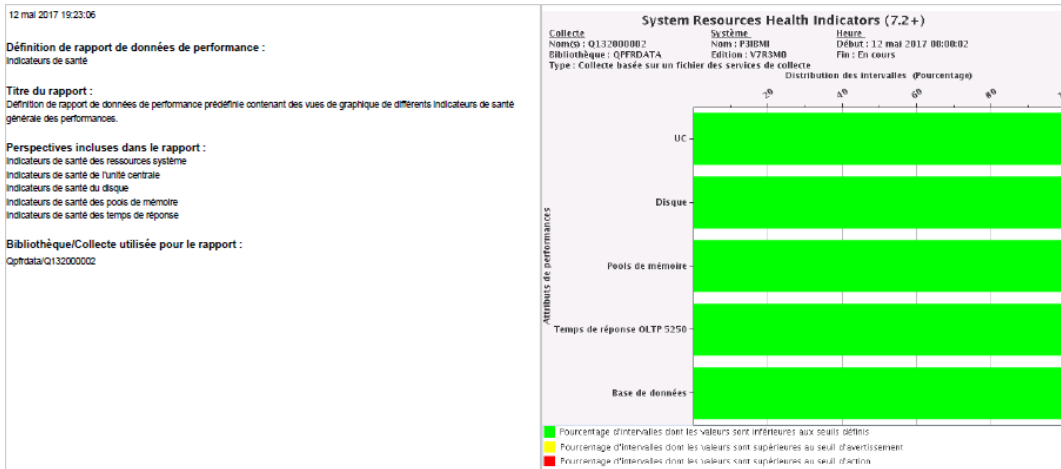 12 mai 2017 19:23:06
Définition de rapport de données de performance :
Indicateurs de santé
Titre du rapport :
Définition de rapport de données de performance prédéfinie contenant des vues de graphique de différents indicateurs de santé
générale des performances.
Perspectives incluses dans le rapport :
Indicateurs de santé des ressources système
Indicateurs de santé de l'unité centrale
Indicateurs de santé du disque
Indicateurs de santé des pools de mémoire
Indicateurs de santé des temps de réponse
Bibliothèque/Collecte utilisée pour le rapport :
Qpfrdata/Q132000002
System Resources Health Indicators (7.2+)
Collecte Système Heure
Nom(s) : Q132000002 Nom : P3IBMI Début : 12 mai 2017 00:00:02
Bibliothèque : QPFRDATA Edition : V7R3M0 Fin : En cours
Type : Collecte basée sur un fichier des services de collecte
Distribution des intervalles (Pourcentage)
20 40 60 80
Attributs de performances
UC
Disque
Pools de mémoire
Temps de réponse OLTP 5250
Base de données
Pourcentage d'intervalles dont les valeurs sont inférieures aux seuils définis
Pourcentage d'intervalles dont les valeurs sont supérieures au seuil d'avertissement
Pourcentage d'intervalles dont les valeurs sont supérieures au seuil d'action